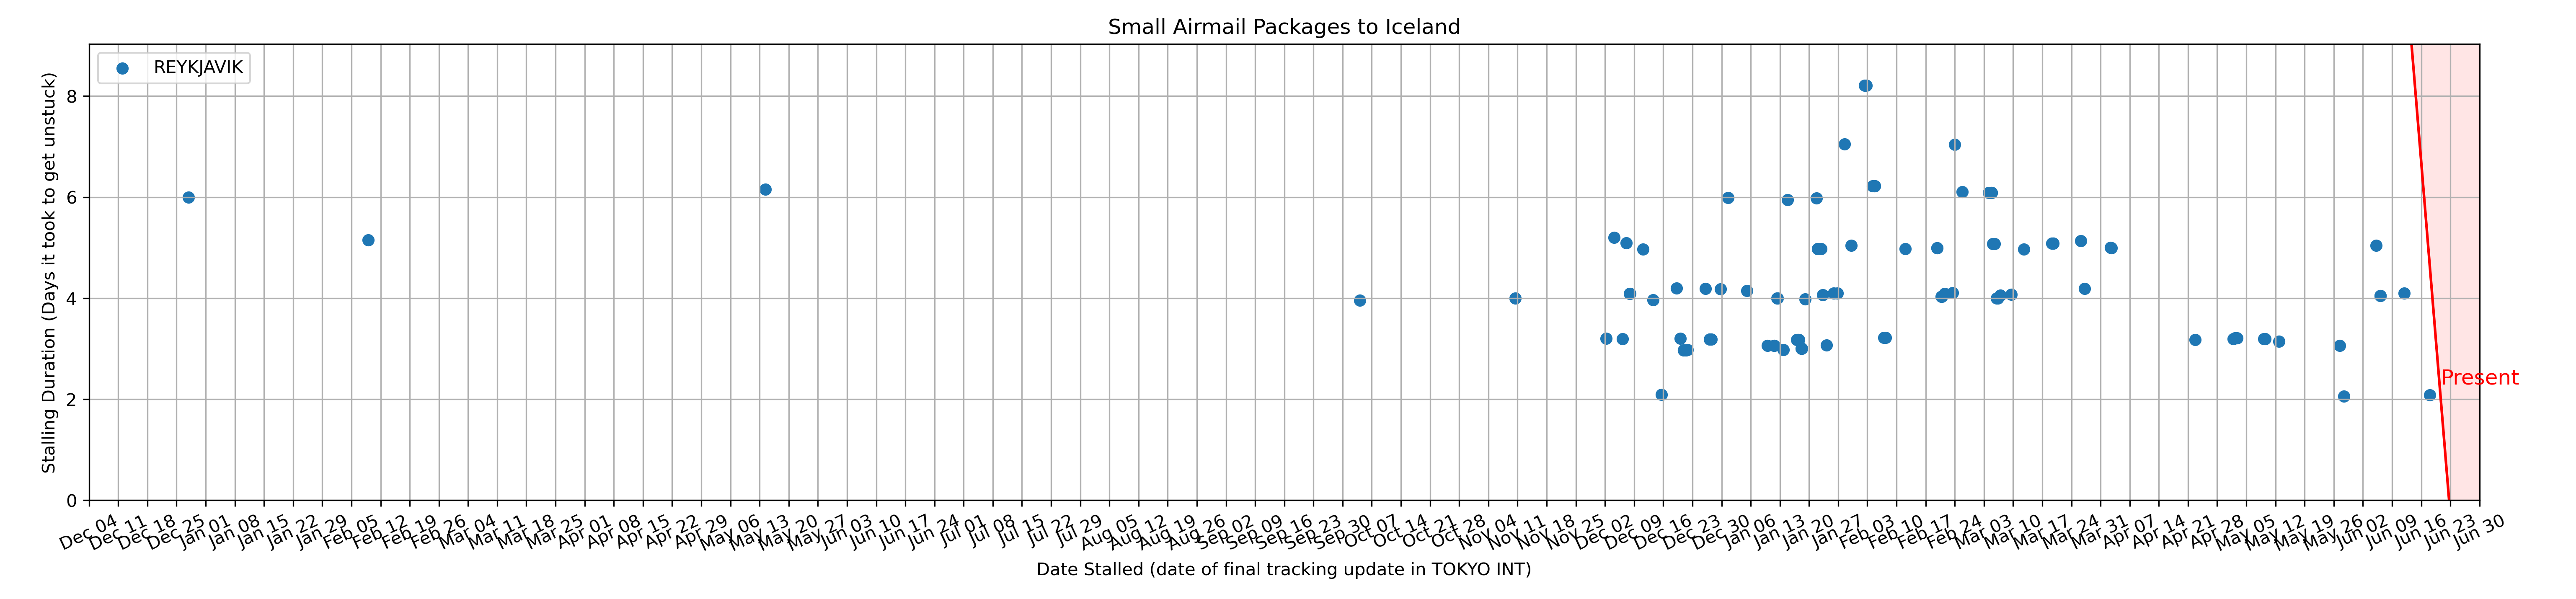 Small Airmail Packages to Iceland
REYKJAVIK
Stalling Duration (Days it took to get unstuck)
8
6
4
2
0
Present
Dec 04
Dec 11
Dec 18
Dec 25
Jan 01
Jan 08
Jan 15
Jan 22
Jan 29
Feb 05
Feb 12
Feb 19
Feb 26
Mar 04
Mar 11
Mar 18
Mar 25
Apr 01
Apr 08
Apr 15
Apr 22
Apr 29
May 06
May 13
May 20
May 27
Jun 03
Jun 10
Jun 17
Jun 24
Jul 01
Jul 08
Jul 15
Jul 22
Jul 29
Aug 05
Aug 12
Aug 19
Aug 26
Sep 02
Sep 09
Sep 16
Sep 23
Sep 30
Oct 07
Oct 14
Oct 21
Oct 28
Nov 04
Nov 11
Nov 18
Nov 25
Dec 02
Dec 09
Dec 16
Dec 23
Dec 30
Jan 06
Jan 13
Jan 20
Jan 27
Feb 03
Feb 10
Feb 17
Feb 24
Mar 03
Mar 10
Mar 17
Mar 24
Mar 31
Apr 07
Apr 14
Apr 21
Apr 28
May 05
May 12
May 19
May 26
Jun 02
Jun 09
Jun 16
Jun 23
Jun 30
Date Stalled (date of final tracking update in TOKYO INT)